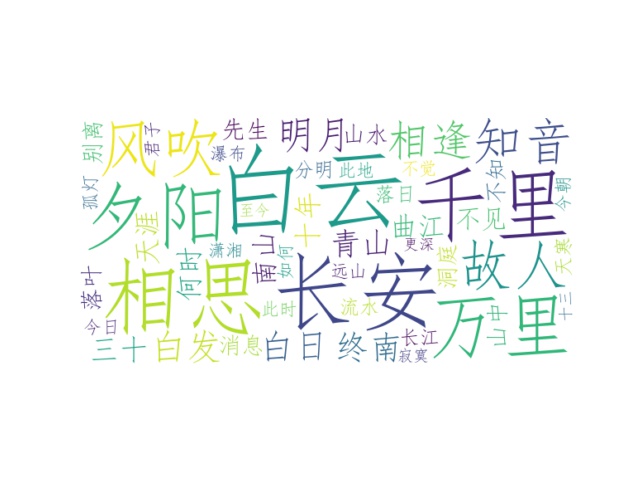 别离
风吹
君子
先生
瀑布
明月
山水
相逢
知音
孤灯
夕阳
白云
分明
此地
不觉
千里
不知
今朝
至今
十年
落日
曲江
不见
天涯
潇湘
南山
如何
青山
更深
洞庭
故人
天寒
落叶
何时
远山
相思
长安
万里
山中
十三
今日
此时
流水
三十
白发
消息
白日
终南
长江
寂寞